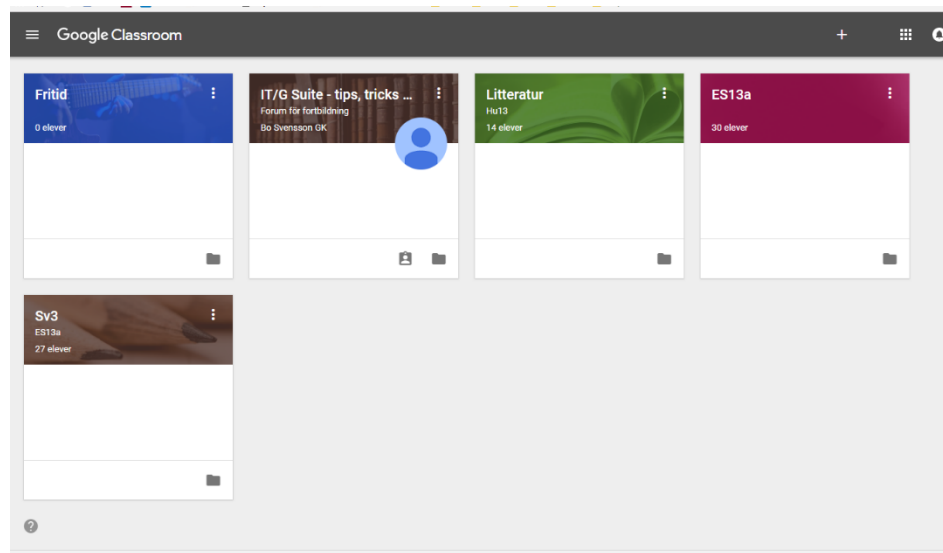 Google Classroom
Fritid
0 elever
IT/G Suite - tips, tricks ...
Forum för fortbildning
Bo Svensson GK
Litteratur
Hu13
14 elever
ES13a
30 elever
Sv3
ES13a
27 elever